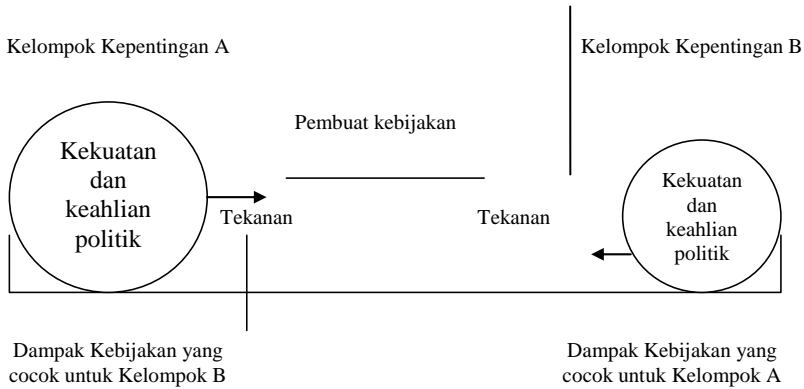 Kelompok Kepentingan A
Kelompok Kepentingan B
Pembuat kebijakan
Kekuatan
dan
keahlian
politik
Tekanan
Tekanan
Kekuatan
dan
keahlian
politik
Dampak Kebijakan yang
cocok untuk Kelompok B
Dampak Kebijakan yang
cocok untuk Kelompok A